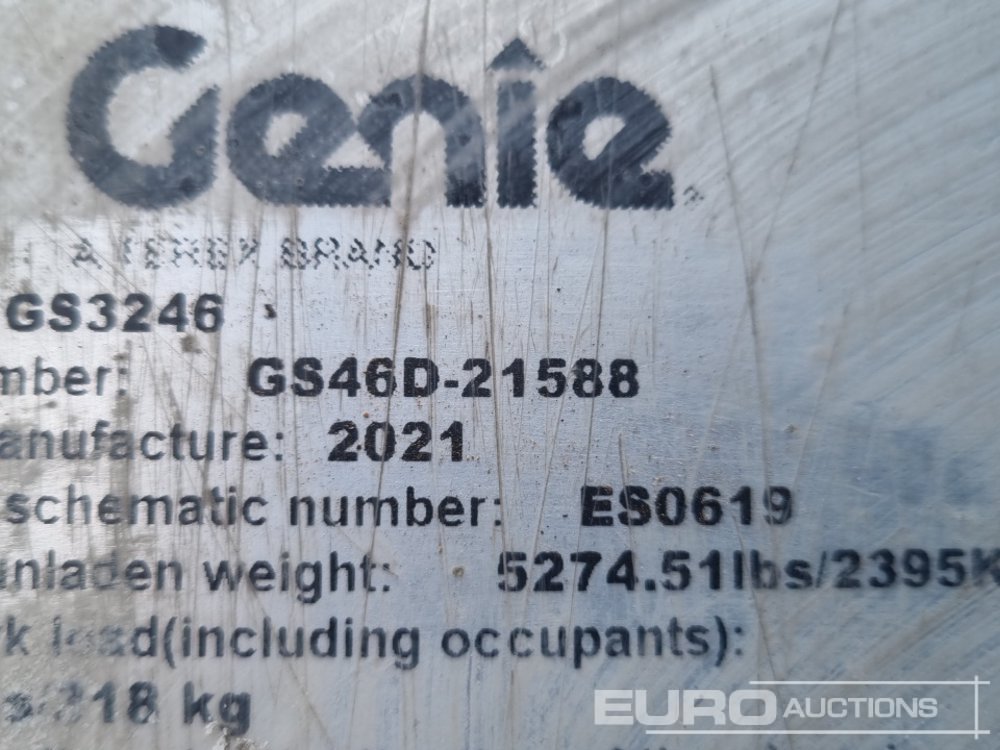 Genie
A TEREX BRAND
GS3246
mber: GS46D-21588
anufacture: 2021
schematic number: ES0619
unladen weight: 5274.51lbs/2395K
k load(including occupants):
s/318 kg
EURO AUCTIONS